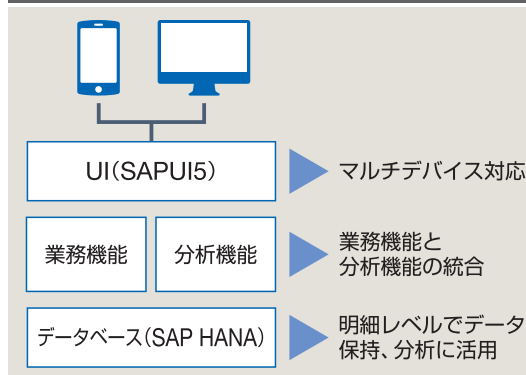 UI(SAPUI5)
マルチデバイス対応
業務機能
分析機能
業務機能と
分析機能の統合
データベース(SAP HANA)
明細レベルでデータ
保持、分析に活用